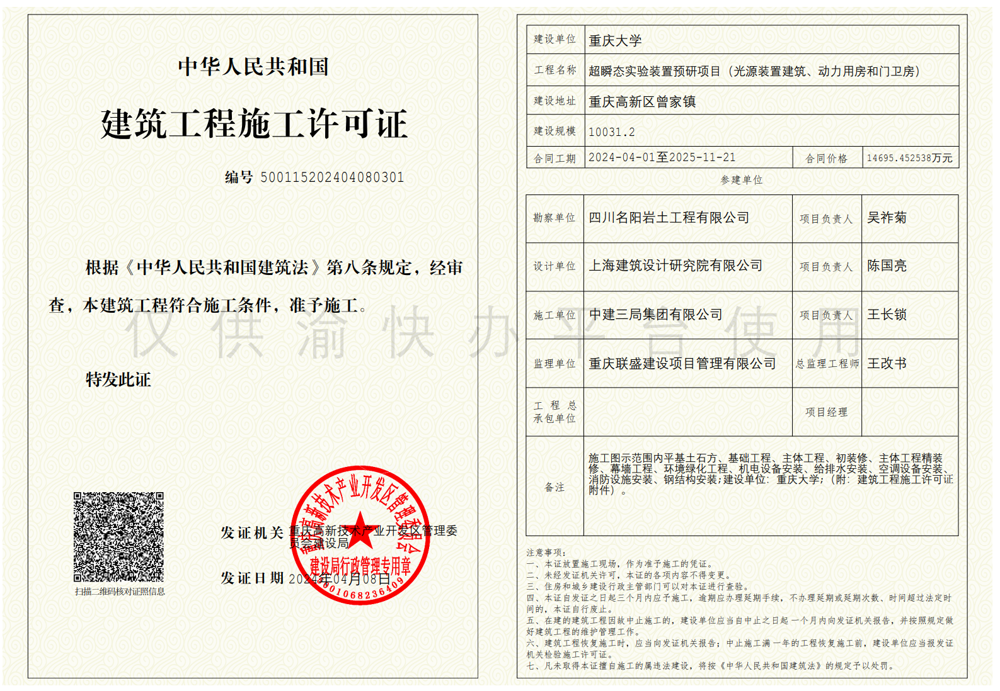 中华人民共和国
建筑工程施工许可证
编号 500115202404080301
根据《中华人民共和国建筑法》第八条规定，经审
查，本建筑工程符合施工条件，准予施工。
特发此证
扫描二维码核对证照信息
发证机关 重庆高新技术产业开发区管理委
员会建设局
发证日期 2024年04月08日
重庆高新技术产业开发区管理委员会
建设局行政管理专用章
5001068236409
仅供渝快办平台使用
建设单位 重庆大学
工程名称 超瞬态实验装置预研项目（光源装置建筑、动力用房和门卫房）
建设地址 重庆高新区曾家镇
建设规模 10031.2
合同工期 2024-04-01至2025-11-21 合同价格 14695.452538万元
参建单位
勘察单位 四川名阳岩土工程有限公司 项目负责人 吴祚菊
设计单位 上海建筑设计研究院有限公司 项目负责人 陈国亮
施工单位 中建三局集团有限公司 项目负责人 王长锁
监理单位 重庆联盛建设项目管理有限公司 总监理工程师 王改书
工程总
承包单位 项目经理
备注
施工图示范围内平基土石方、基础工程、主体工程、初装修、主体工程精装
修、幕墙工程、环境绿化工程、机电设备安装、给排水安装、空调设备安装、
消防设施安装、钢结构安装;建设单位：重庆大学;（附：建筑工程施工许可证
附件）。
注意事项：
一、本证放置施工现场，作为准予施工的凭证。
二、未经发证机关许可，本证的各项内容不得变更。
三、住房和城乡建设行政主管部门可以对本证进行查验。
四、本证自发证之日起三个月内应予施工，逾期应办理延期手续，不办理延期或延期次数、时间超过法定时
间的，本证自行废止。
五、在建的建筑工程因故中止施工的，建设单位应当自中止之日起一个月内向发证机关报告，并按照规定做
好建筑工程的维护管理工作。
六、建筑工程恢复施工时，应当向发证机关报告；中止施工满一年的工程恢复施工前，建设单位应当报发证
机关检验施工许可证。
七、凡未取得本证擅自施工的属违法建设，将按《中华人民共和国建筑法》的规定予以处罚。